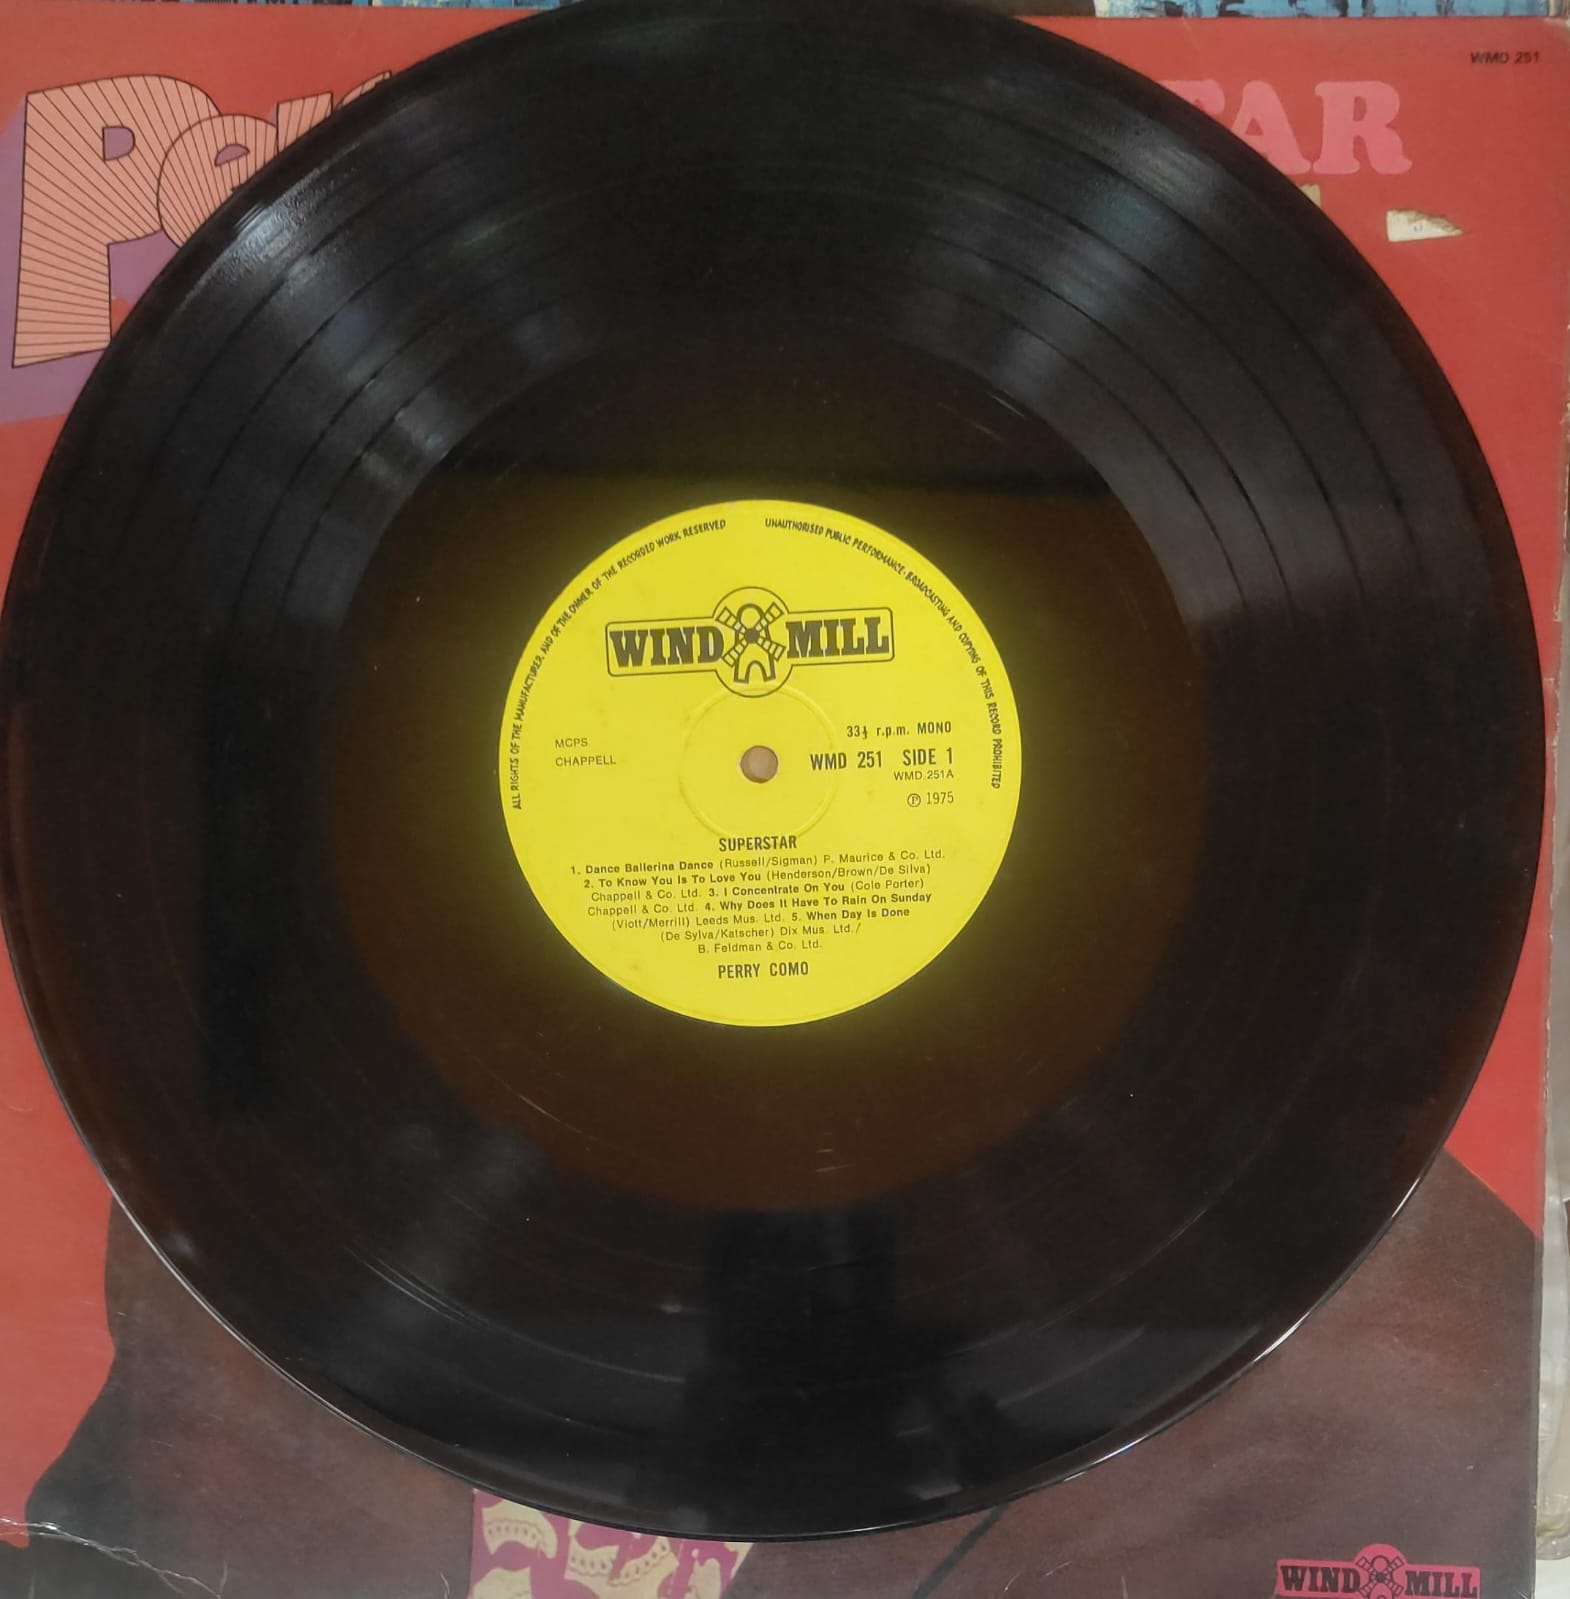 WMD 251
TAR
ALL RIGHTS OF THE MANUFACTURER, AND OF THE OWNER OF THE RECORDED WORK, RESERVED
UNAUTHORISED PUBLIC PERFORMANCE, BROADCASTING AND COPYING OF THIS RECORD PROHIBITED
WIND MILL
33⅓ r.p.m. MONO
MCPS
CHAPPELL
WMD 251 SIDE 1
WMD.251A
℗ 1975
SUPERSTAR
1. Dance Ballerina Dance (Russell/Sigman) P. Maurice & Co. Ltd.
2. To Know You Is To Love You (Henderson/Brown/De Silva)
Chappell & Co. Ltd. 3. I Concentrate On You (Cole Porter)
Chappell & Co. Ltd. 4. Why Does It Have To Rain On Sunday
(Viott/Merrill) Leeds Mus. Ltd. 5. When Day Is Done
(De Sylva/Katscher) Dix Mus. Ltd./
B. Feldman & Co. Ltd.
PERRY COMO
WIND MILL